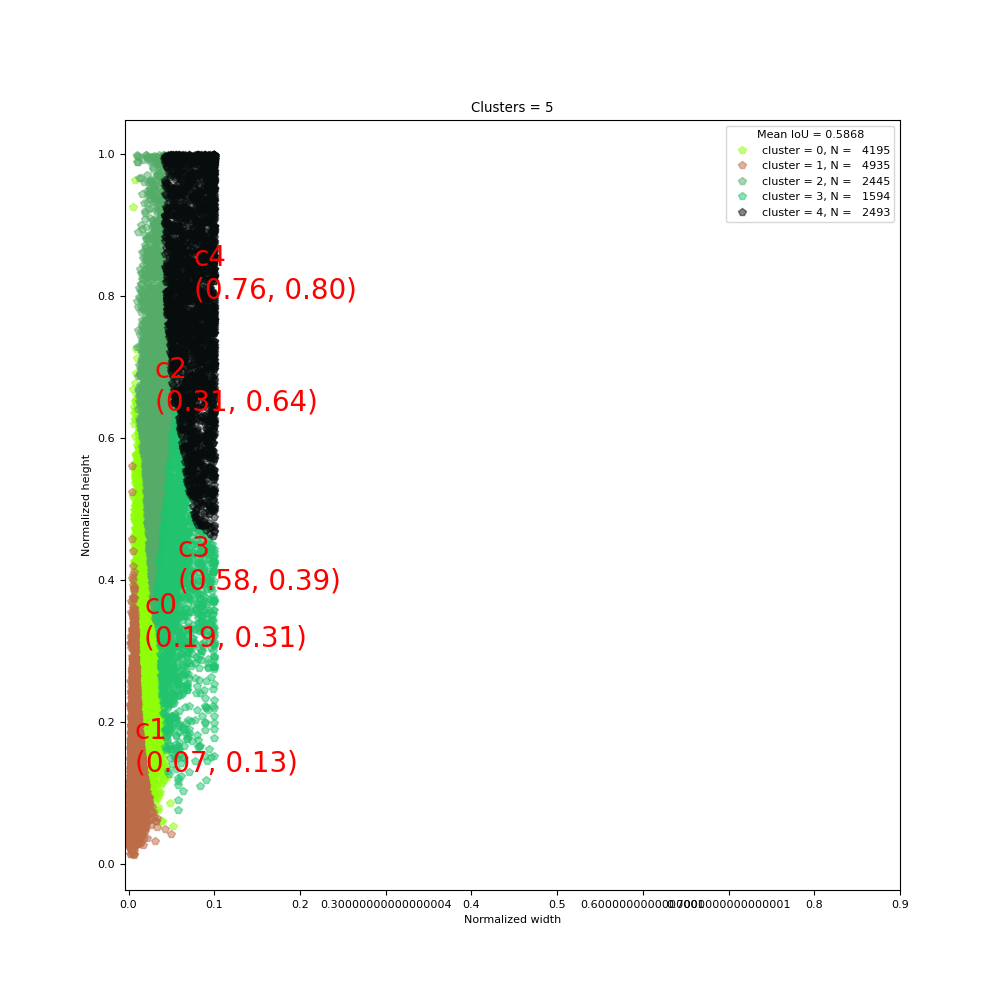 Clusters = 5
Mean IoU = 0.5868
cluster = 0, N = 4195
cluster = 1, N = 4935
cluster = 2, N = 2445
cluster = 3, N = 1594
cluster = 4, N = 2493
1.0
0.8
0.6
0.4
0.2
0.0
Normalized height
c4
(0.76, 0.80)
c2
(0.31, 0.64)
c3
(0.58, 0.39)
c0
(0.19, 0.31)
c1
(0.07, 0.13)
0.0 0.1 0.2 0.30000000000000004 0.4 0.5 0.6000000000000001 0.7000000000000001 0.8 0.9
Normalized width